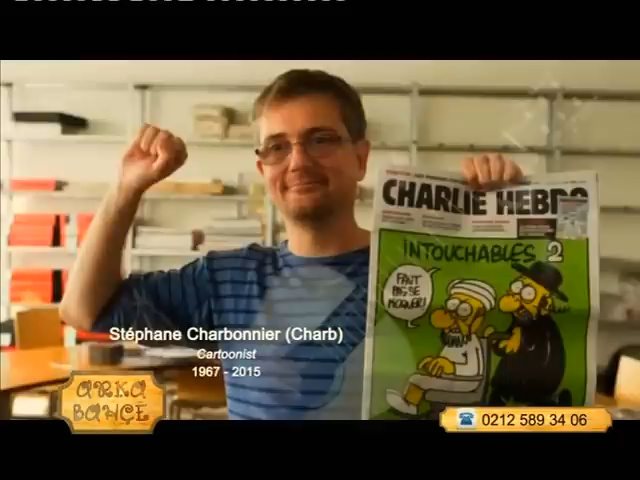 CHARLIE HEBDO
INTOUCHABLES 2
FAUT
PAS SE
MOQUER!
Stéphane Charbonnier (Charb)
Cartoonist
1967 - 2015
ARKA
BAHÇE
0212 589 34 06